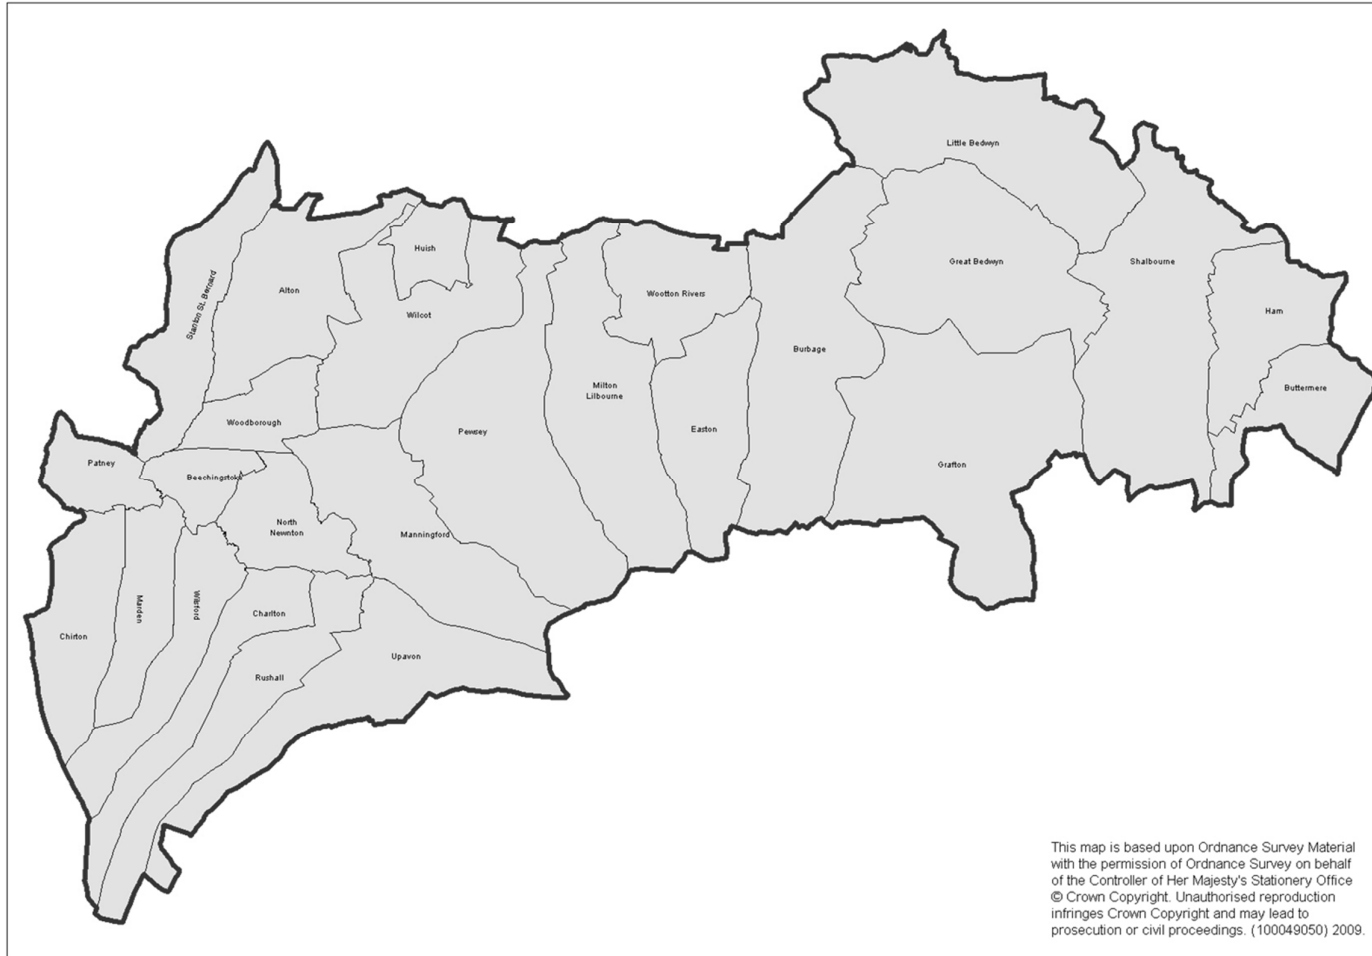 Little Bedwyn
Huish
Stanton St. Bernard
Alton
Great Bedwyn
Shalbourne
Wootton Rivers
Wilcot
Ham
Burbage
Milton
Lilbourne
Buttermere
Woodborough
Pewsey
Easton
Patney
Grafton
Beechingstoke
North
Newnton
Manningford
Marden
Wilsford
Charlton
Chirton
Upavon
Rushall
This map is based upon Ordnance Survey Material
with the permission of Ordnance Survey on behalf
of the Controller of Her Majesty's Stationery Office
© Crown Copyright. Unauthorised reproduction
infringes Crown Copyright and may lead to
prosecution or civil proceedings. (100049050) 2009.